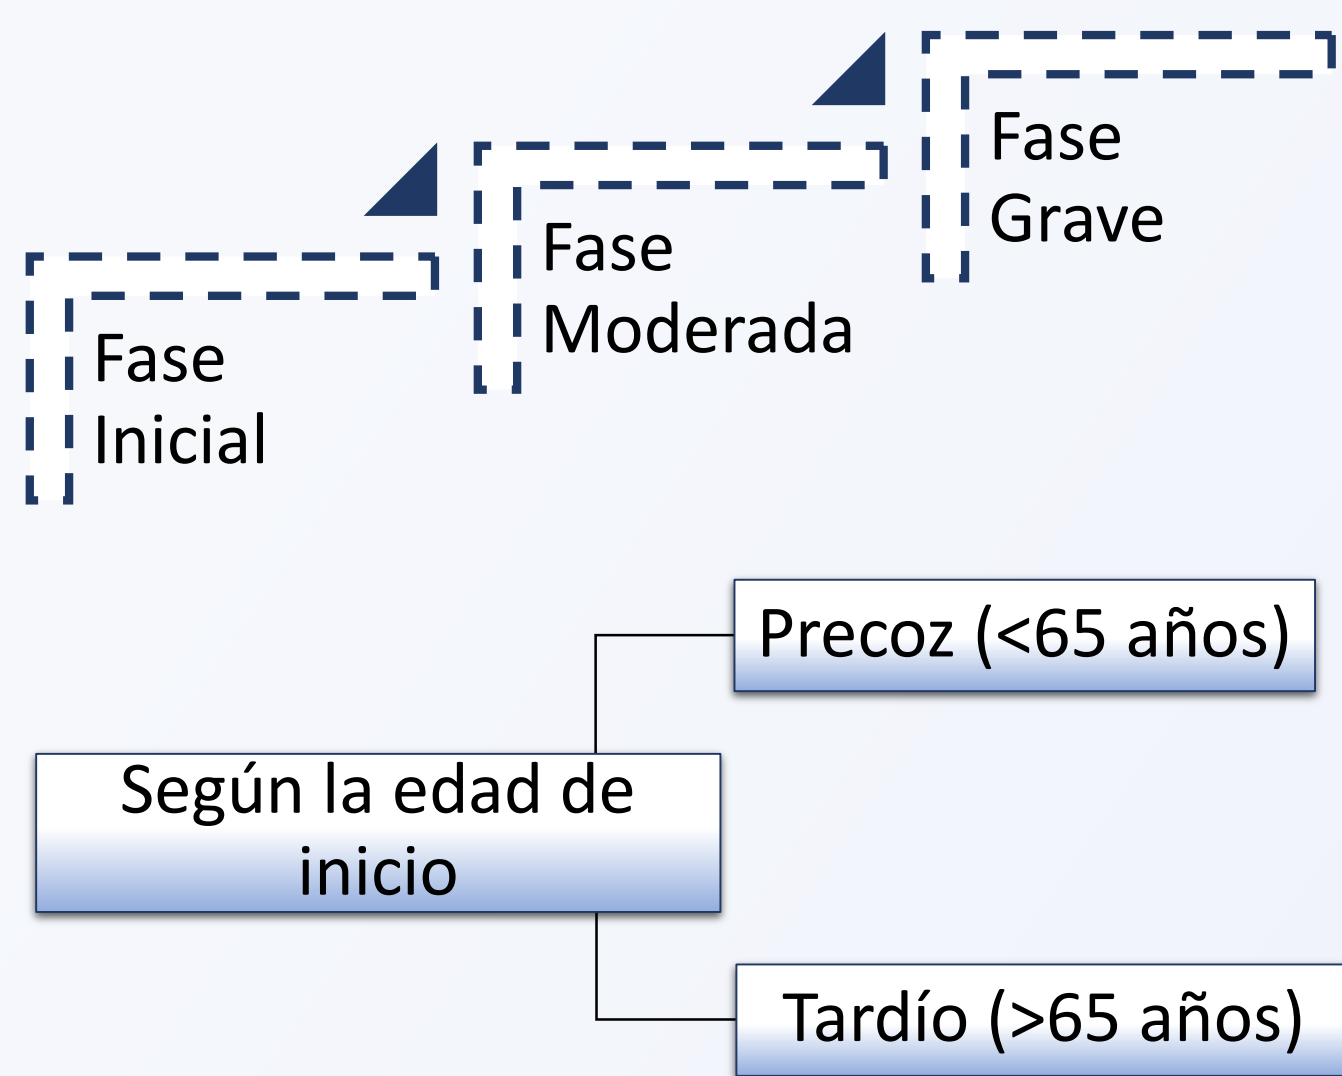 Fase
Inicial
Fase
Moderada
Fase
Grave
Según la edad de
inicio
Precoz (<65 años)
Tardío (>65 años)